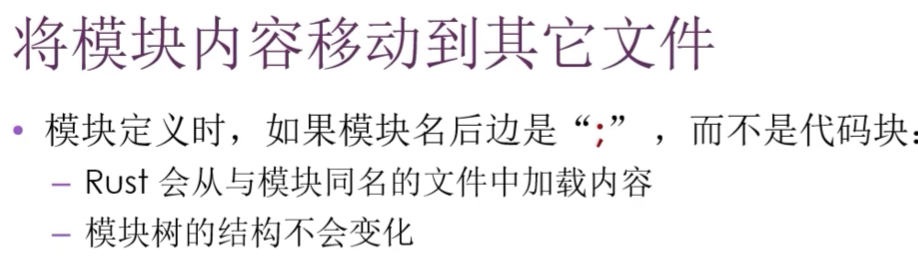 将模块内容移动到其它文件
• 模块定义时，如果模块名后边是“;” ，而不是代码块：
– Rust 会从与模块同名的文件中加载内容
– 模块树的结构不会变化